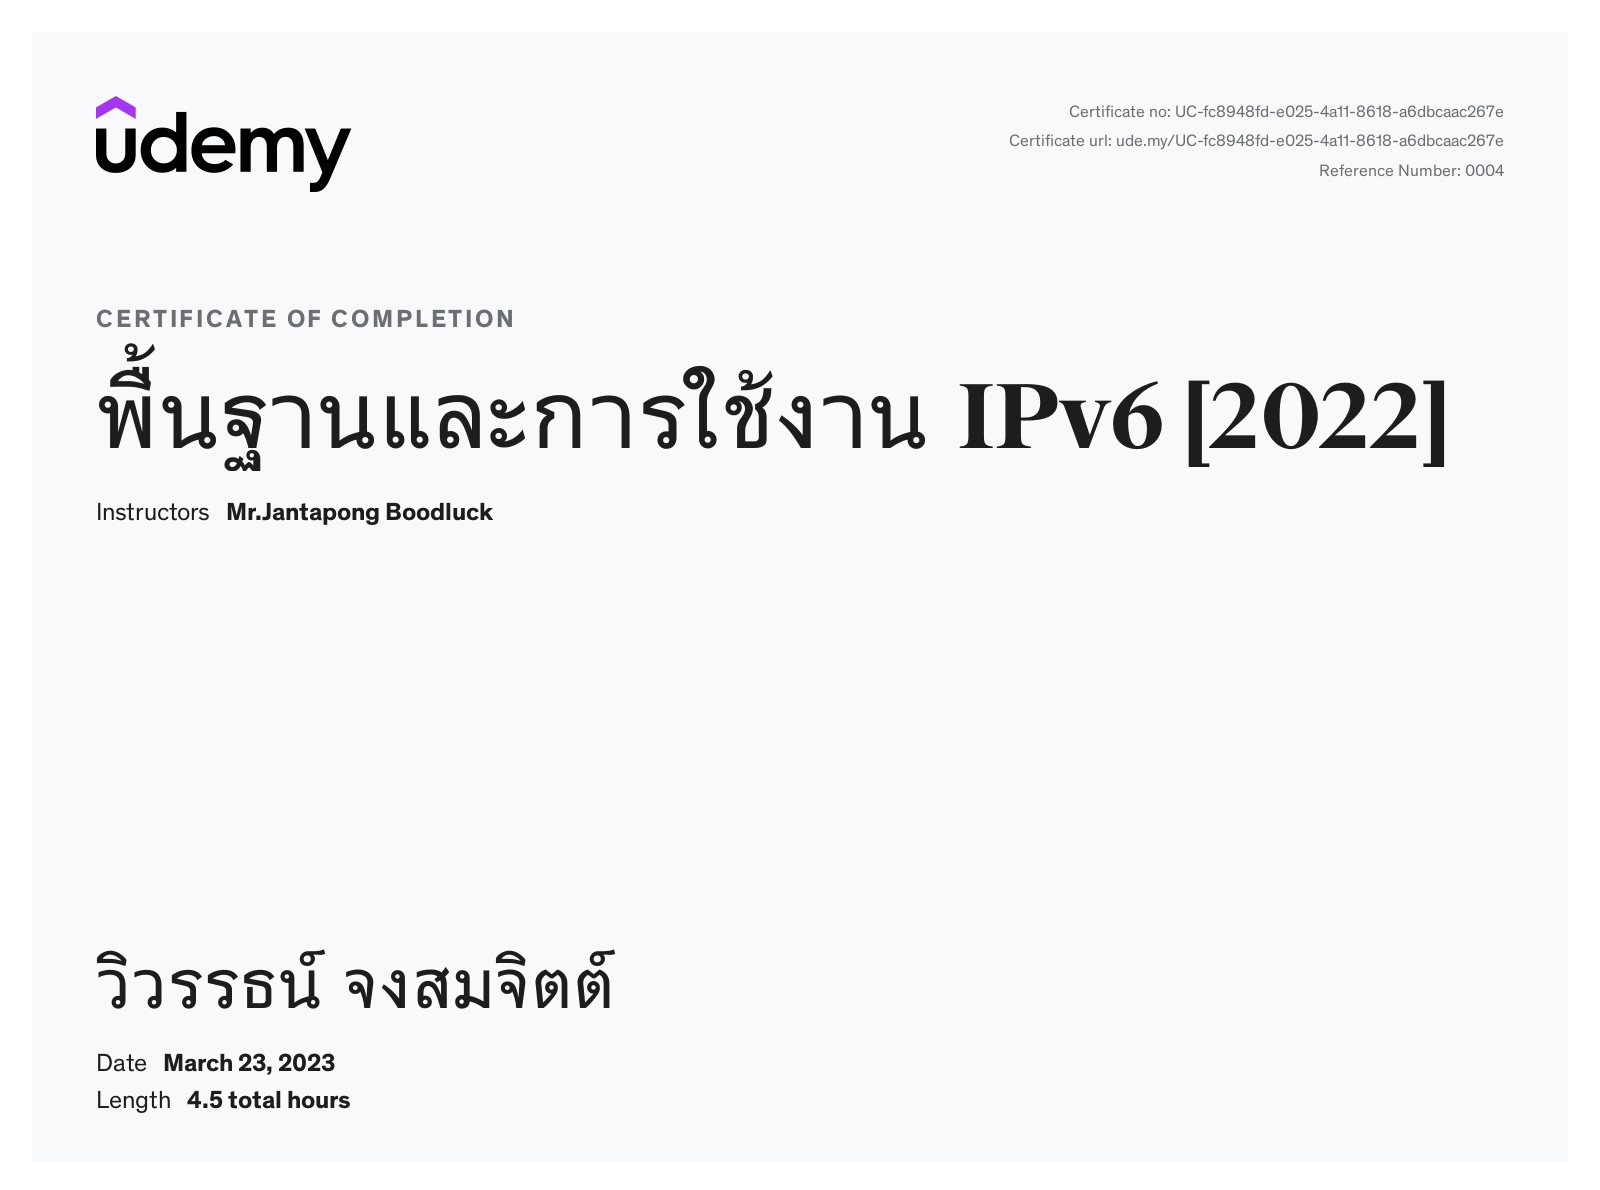 udemy
Certificate no: UC-fc8948fd-e025-4a11-8618-a6dbcaac267e
Certificate url: ude.my/UC-fc8948fd-e025-4a11-8618-a6dbcaac267e
Reference Number: 0004
CERTIFICATE OF COMPLETION
พื้นฐานและการใช้งาน IPv6 [2022]
Instructors Mr.Jantapong Boodluck
วิวรรธน์ จงสมจิตต์
Date March 23, 2023
Length 4.5 total hours